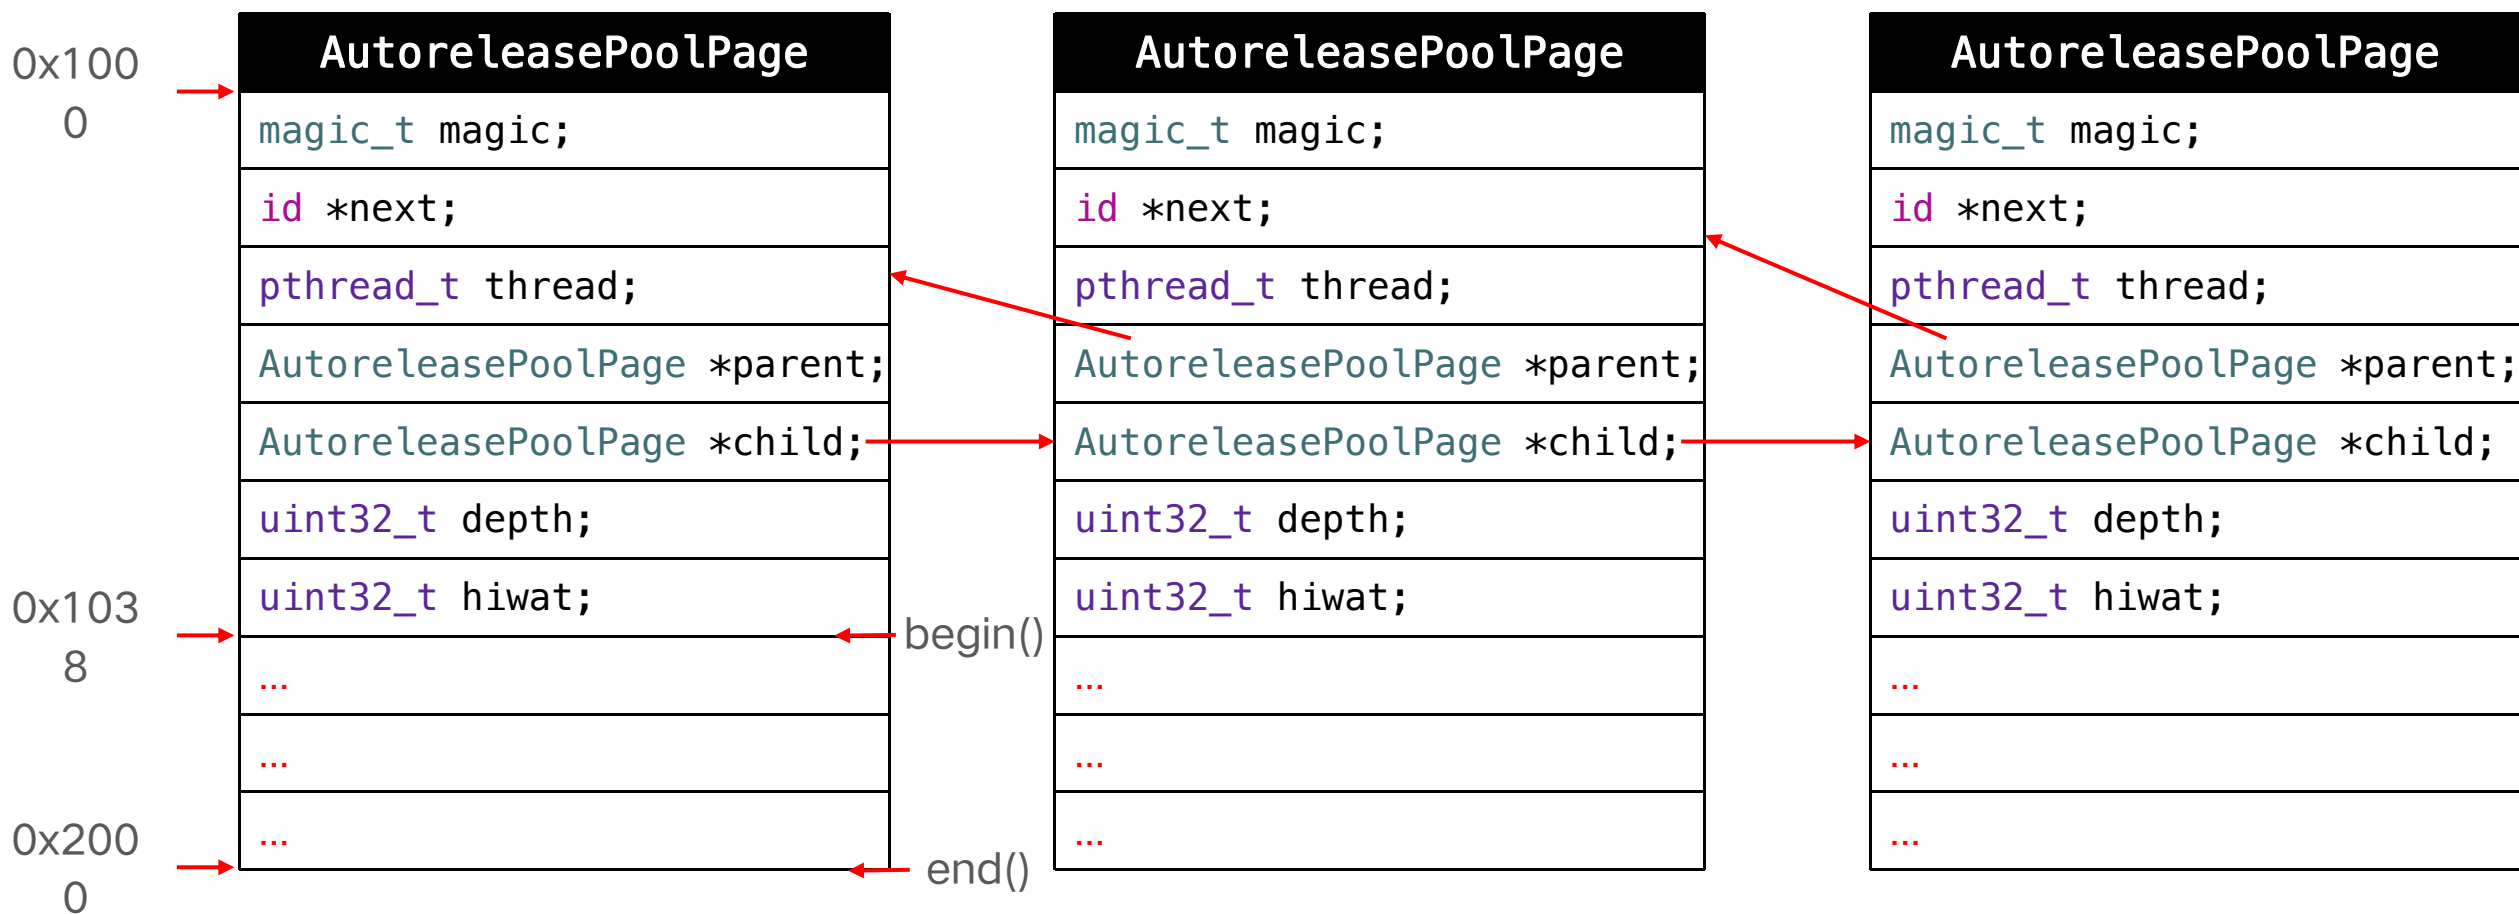 0x100
0
0x103
8
0x200
0
AutoreleasePoolPage
magic_t magic;
id *next;
pthread_t thread;
AutoreleasePoolPage *parent;
AutoreleasePoolPage *child;
uint32_t depth;
uint32_t hiwat;
...
...
...
begin()
end()
AutoreleasePoolPage
magic_t magic;
id *next;
pthread_t thread;
AutoreleasePoolPage *parent;
AutoreleasePoolPage *child;
uint32_t depth;
uint32_t hiwat;
...
...
...
AutoreleasePoolPage
magic_t magic;
id *next;
pthread_t thread;
AutoreleasePoolPage *parent;
AutoreleasePoolPage *child;
uint32_t depth;
uint32_t hiwat;
...
...
...